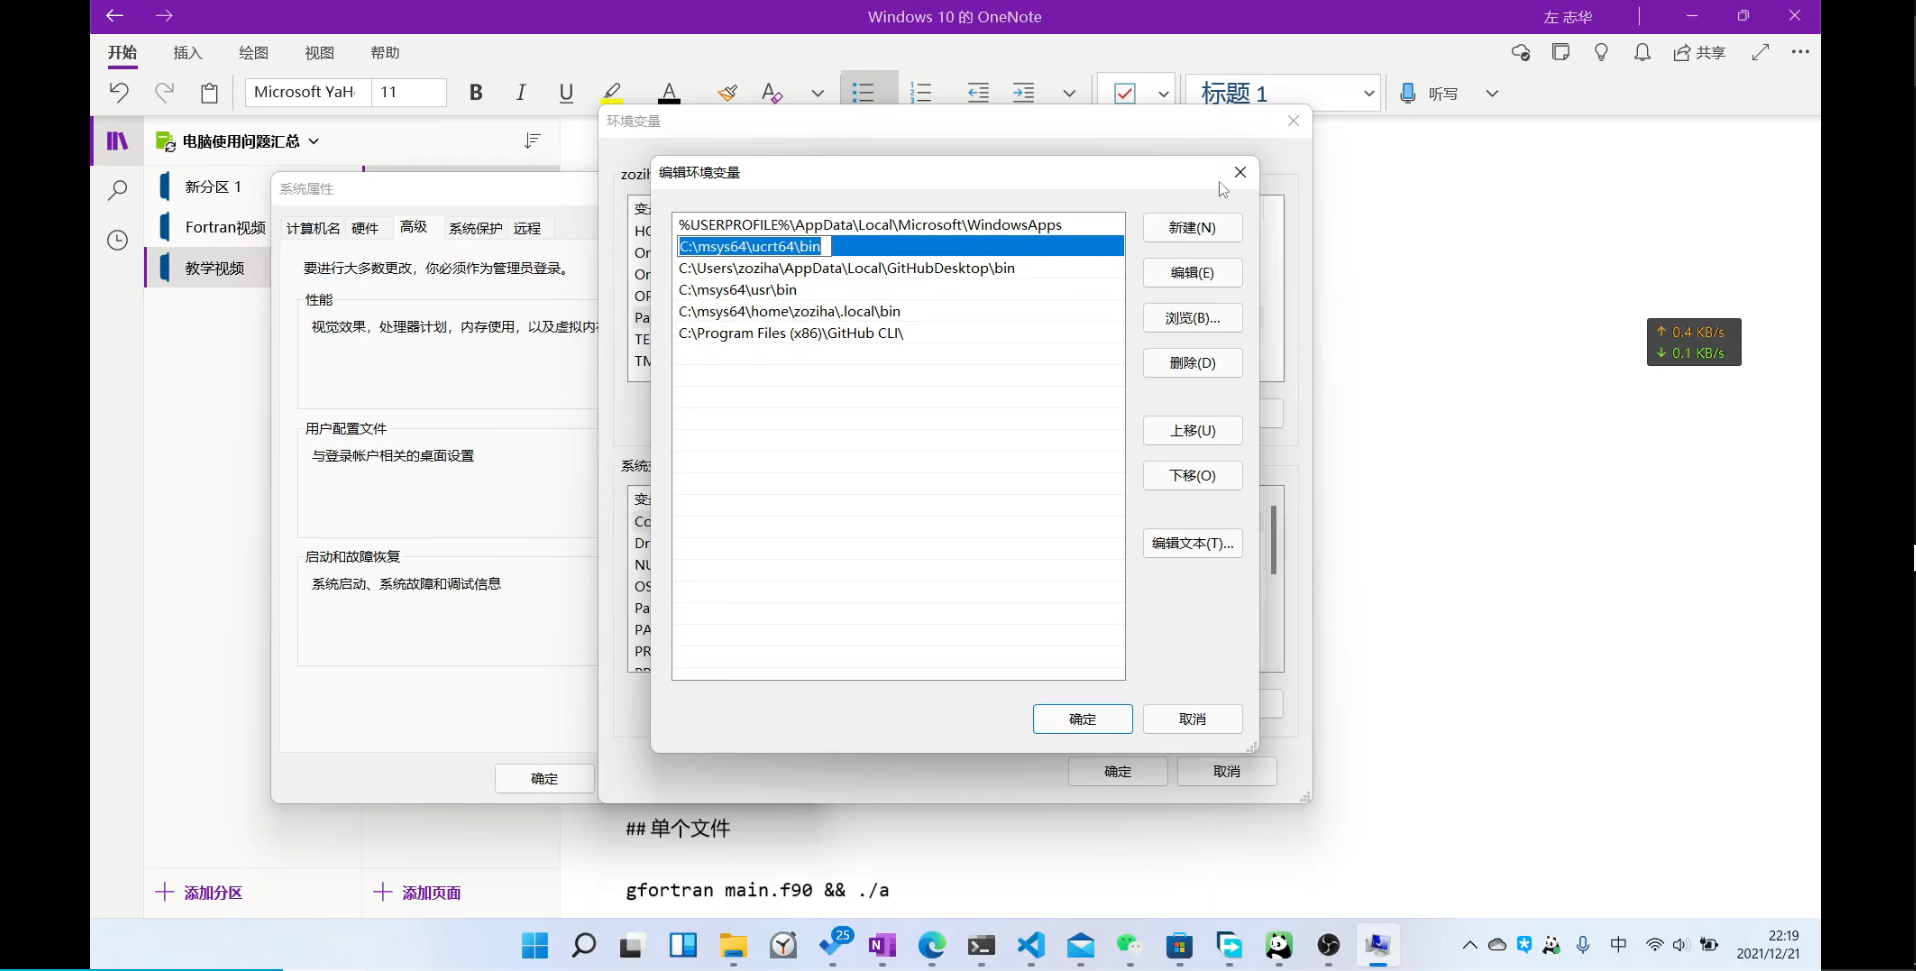 Windows 10 的 OneNote
左 志华
开始
插入
绘图
视图
帮助
共享
Microsoft YaH
11
B
I
U
A
A
标题 1
听写
电脑使用问题汇总
新分区 1
Fortran视频
教学视频
系统属性
计算机名
硬件
高级
系统保护
远程
要进行大多数更改，你必须作为管理员登录。
性能
视觉效果，处理器计划，内存使用，以及虚拟内
用户配置文件
与登录帐户相关的桌面设置
启动和故障恢复
系统启动、系统故障和调试信息
确定
环境变量
zozih
变
HC
On
On
OP
Pa
TE
TM
系统
变
Co
Dr
NU
OS
Pa
PA
PR
确定
取消
编辑环境变量
%USERPROFILE%\AppData\Local\Microsoft\WindowsApps
C:\msys64\ucrt64\bin
C:\Users\zoziha\AppData\Local\GitHubDesktop\bin
C:\msys64\usr\bin
C:\msys64\home\zoziha\.local\bin
C:\Program Files (x86)\GitHub CLI\
新建(N)
编辑(E)
浏览(B)...
删除(D)
上移(U)
下移(O)
编辑文本(T)...
确定
取消
↑ 0.4 KB/s
↓ 0.1 KB/s
## 单个文件
gfortran main.f90 && ./a
添加分区
添加页面
25
中
22:19
2021/12/21